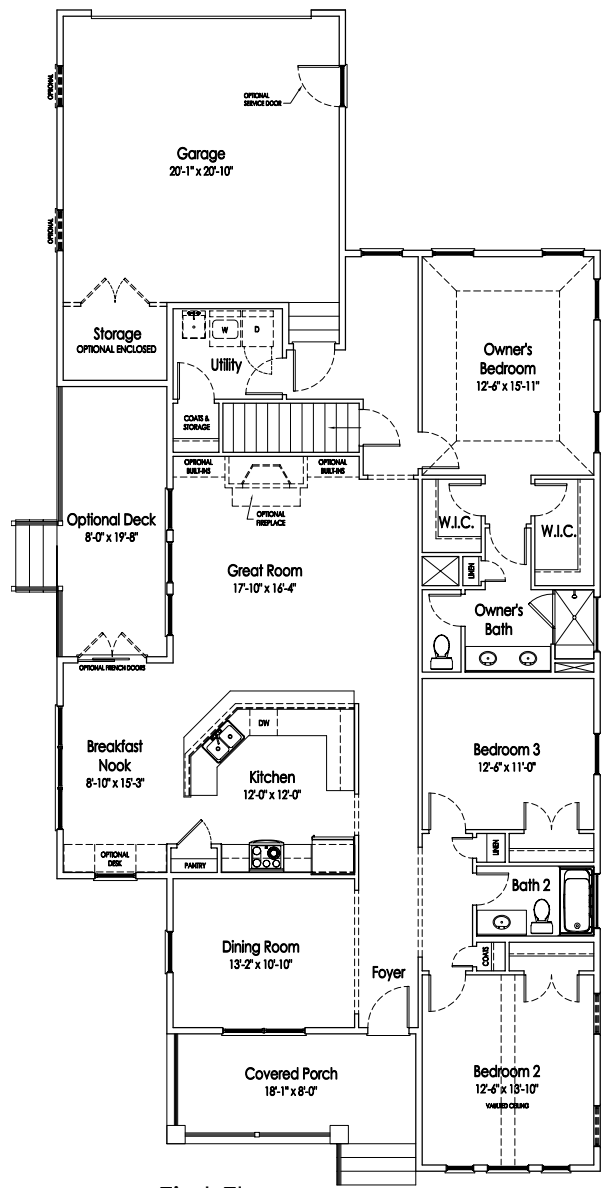 OPTIONAL
OPTIONAL
SERVICE DOOR
Garage
20'-1" x 20'-10"
OPTIONAL
Storage
OPTIONAL ENCLOSED
W
D
Utility
Owner's
Bedroom
12'-6" x 15'-11"
COATS &
STORAGE
OPTIONAL
BUILT-INS
OPTIONAL
BUILT-INS
OPTIONAL
FIREPLACE
Optional Deck
8'-0" x 19'-8"
W.I.C.
W.I.C.
Great Room
17'-10" x 16'-4"
LINEN
Owner's
Bath
OPTIONAL FRENCH DOORS
DW
Breakfast
Nook
8'-10" x 15'-3"
Kitchen
12'-0" x 12'-0"
Bedroom 3
12'-6" x 11'-0"
OPTIONAL
DESK
PANTRY
LINEN
Bath 2
Dining Room
13'-2" x 10'-10"
Foyer
COATS
Covered Porch
18'-1" x 8'-0"
Bedroom 2
12'-6" x 13'-10"
VAULTED CEILING